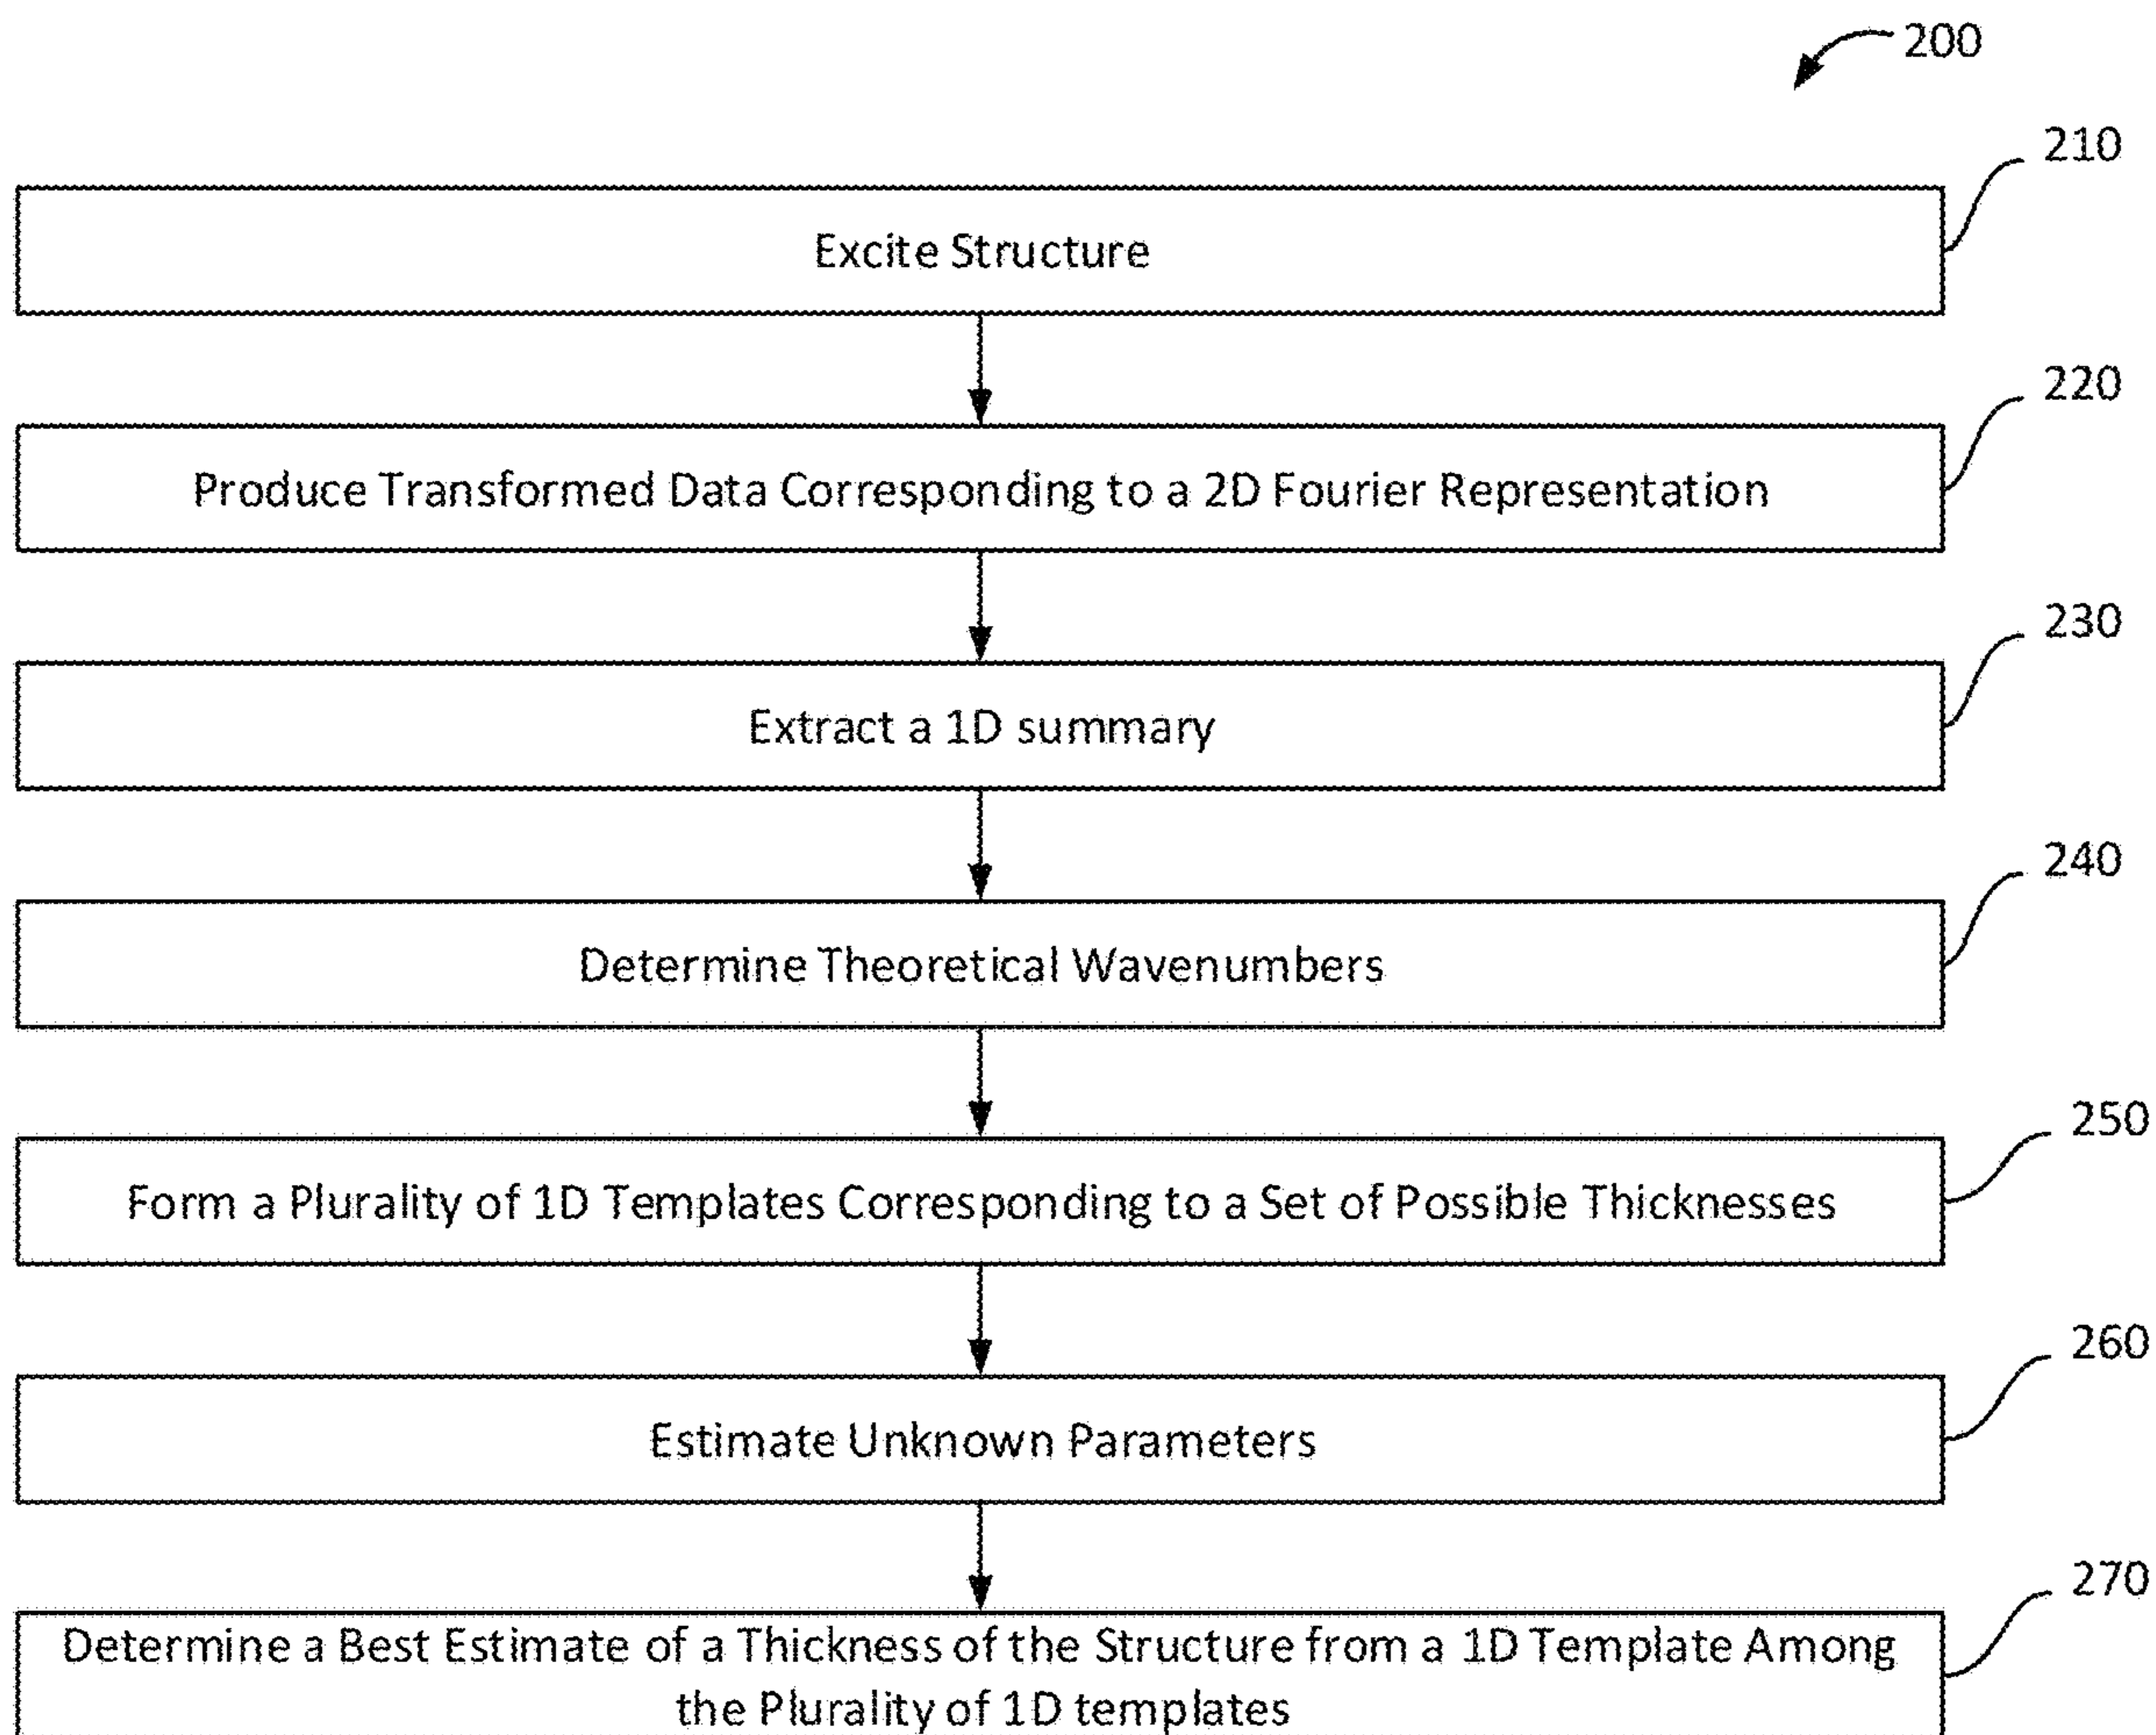 200
210
Excite Structure
220
Produce Transformed Data Corresponding to a 2D Fourier Representation
230
Extract a 1D summary
240
Determine Theoretical Wavenumbers
250
Form a Plurality of 1D Templates Corresponding to a Set of Possible Thicknesses
260
Estimate Unknown Parameters
270
Determine a Best Estimate of a Thickness of the Structure from a 1D Template Among
the Plurality of 1D templates